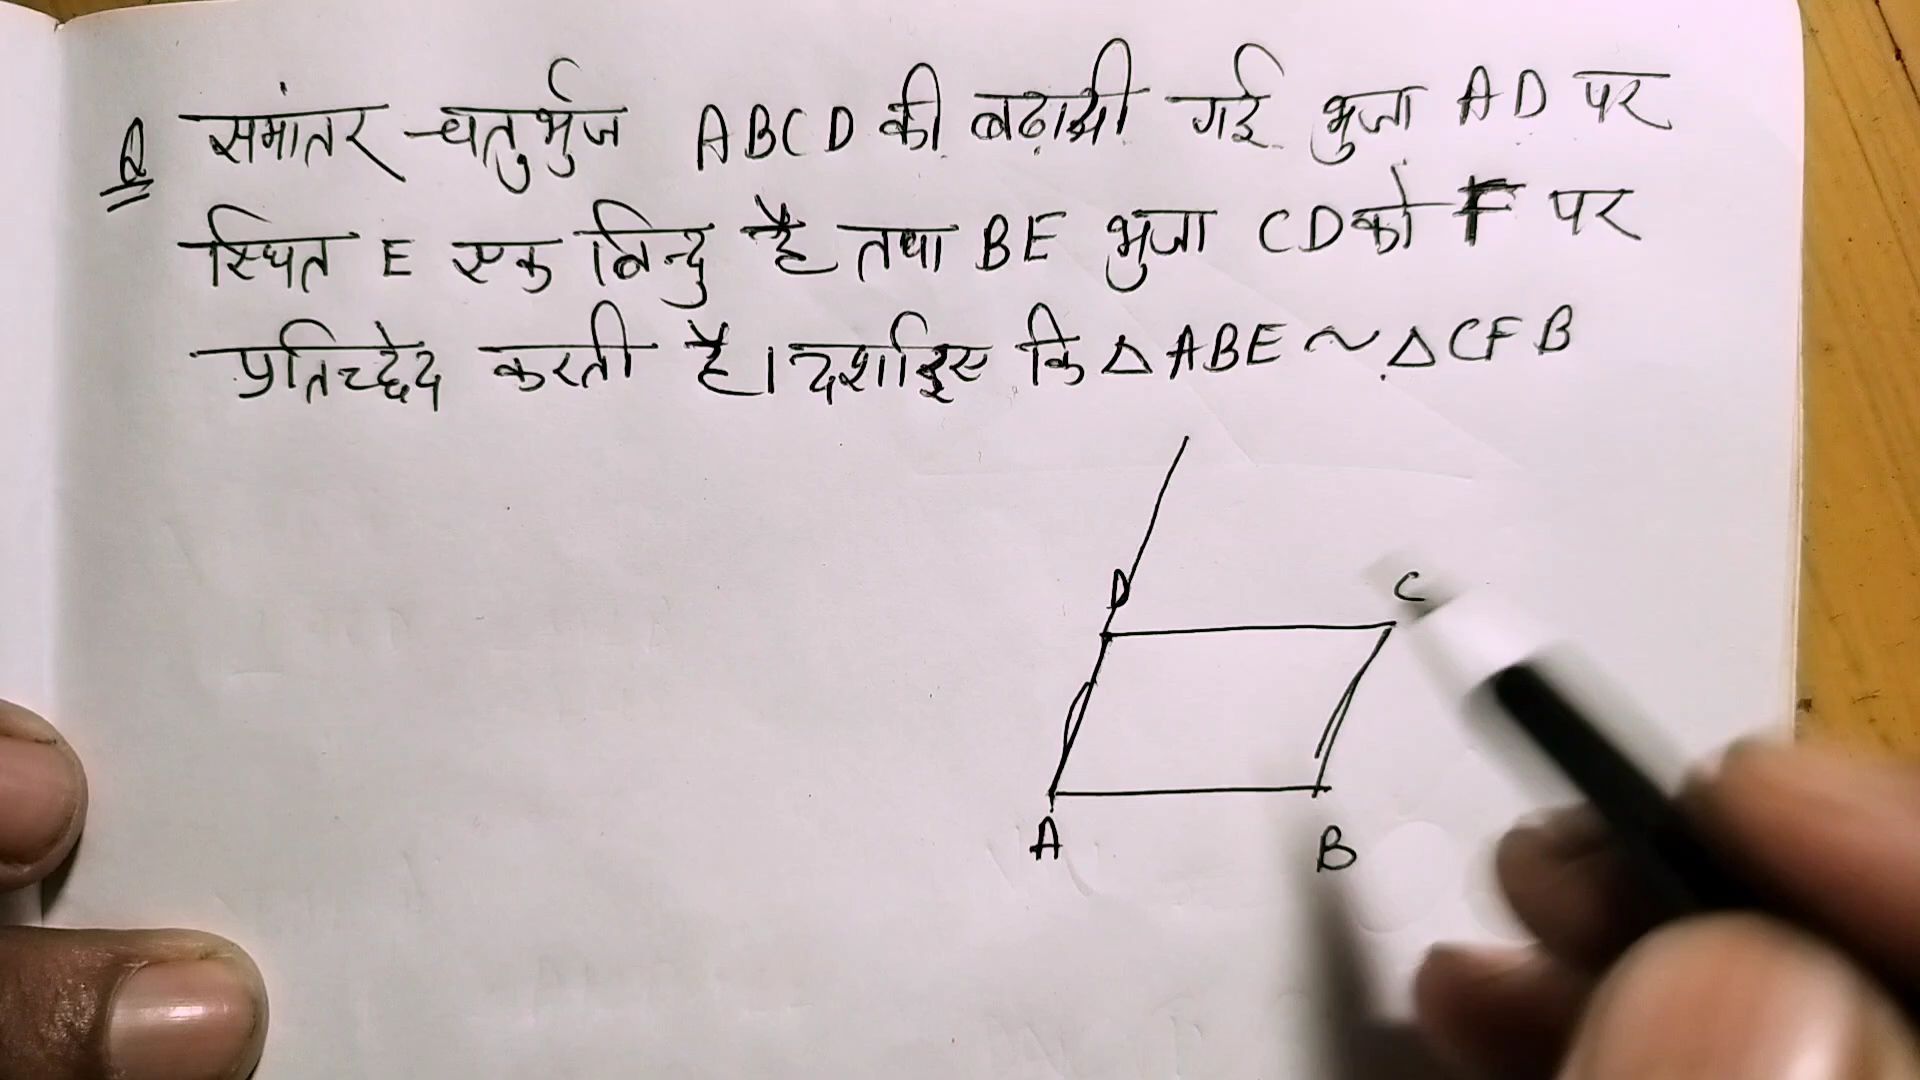 Q समांतर चतुर्भुज ABCD की बढ़ायी गई भुजा AD पर
स्थित E एक बिन्दु है तथा BE भुजा CD को F पर
प्रतिच्छेद करती है। दर्शाइए कि △ ABE ~ △ CFB
D C
A B